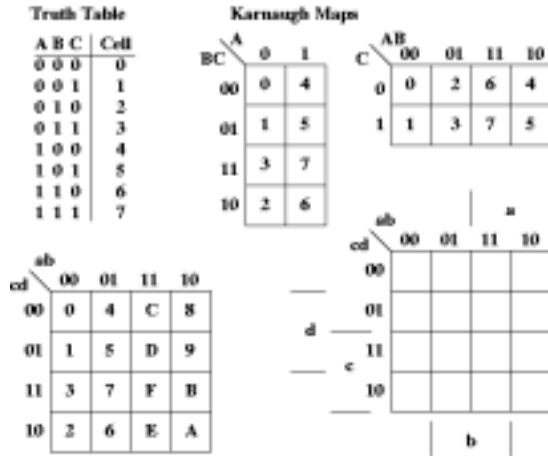 Truth Table
A B C Cell
0 0 0 0
0 0 1 1
0 1 0 2
0 1 1 3
1 0 0 4
1 0 1 5
1 1 0 6
1 1 1 7
Karnaugh Maps
A
BC 0 1
00 0 4
01 1 5
11 3 7
10 2 6
AB
C 00 01 11 10
0 0 2 6 4
1 1 3 7 5
ab
cd 00 01 11 10
00 0 4 C 8
01 1 5 D 9
11 3 7 F B
10 2 6 E A
a
ab
cd 00 01 11 10
00
01
d
11
c
10
b